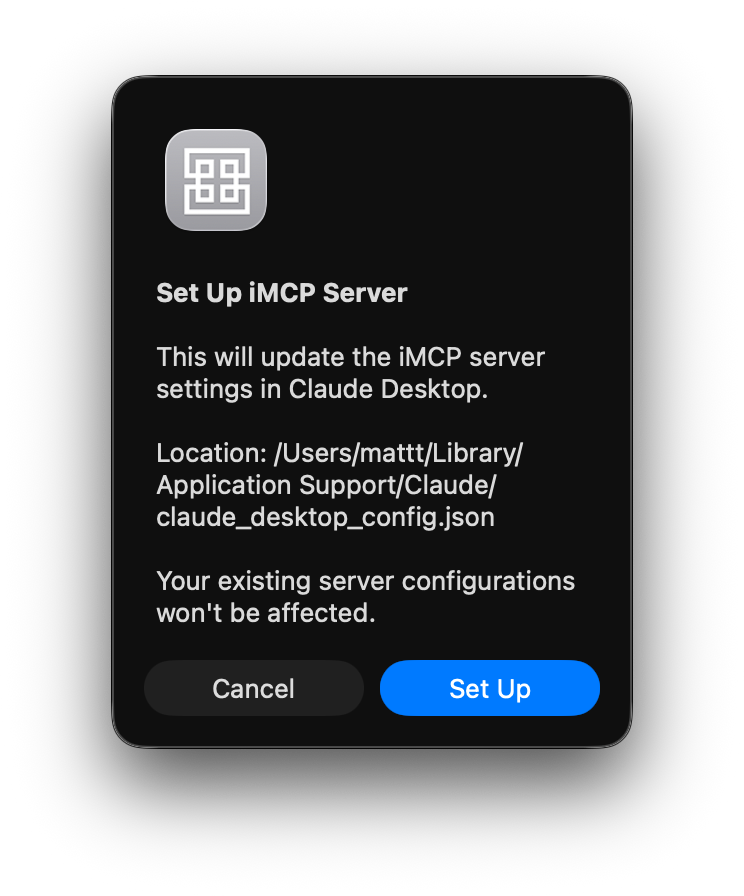 Set Up iMCP Server
This will update the iMCP server
settings in Claude Desktop.
Location: /Users/mattt/Library/
Application Support/Claude/
claude_desktop_config.json
Your existing server configurations
won't be affected.
Cancel
Set Up